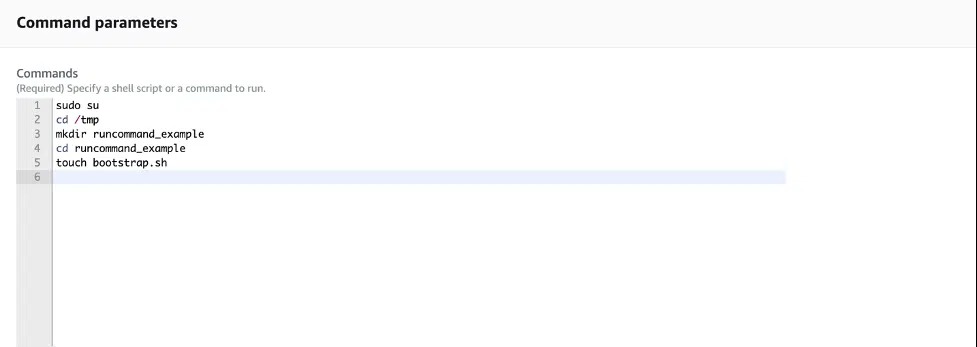 Command parameters
Commands
(Required) Specify a shell script or a command to run.
1 sudo su
2 cd /tmp
3 mkdir runcommand_example
4 cd runcommand_example
5 touch bootstrap.sh
6